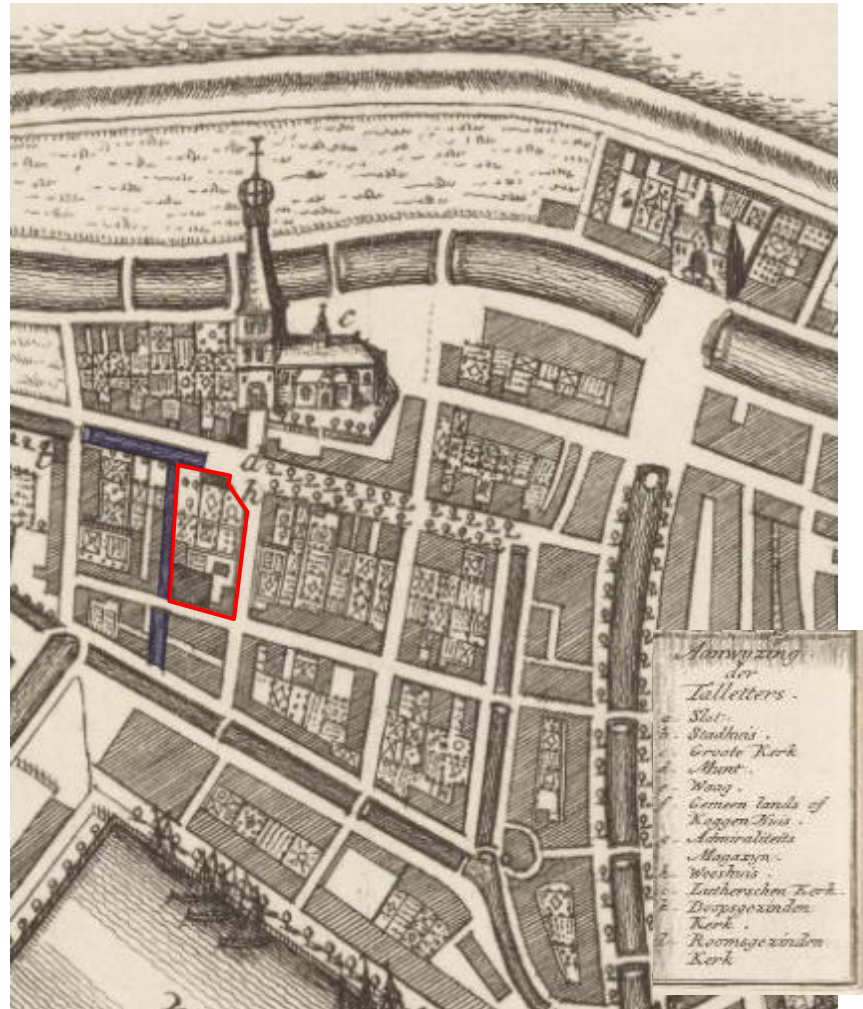 c
d
h
t
Aanwyzing
der
Talletters.
a Slot.
b. Stadhuis.
c Groote Kerk
d. Munt.
e Waag.
f Gemeen lands of
Koggen Huis.
Admiraliteits
Magazyn.
h. Weeshuis.
Lutherschen Kerk.
k Doopsgezinden
Kerk.
Roomsgezinden
Kerk